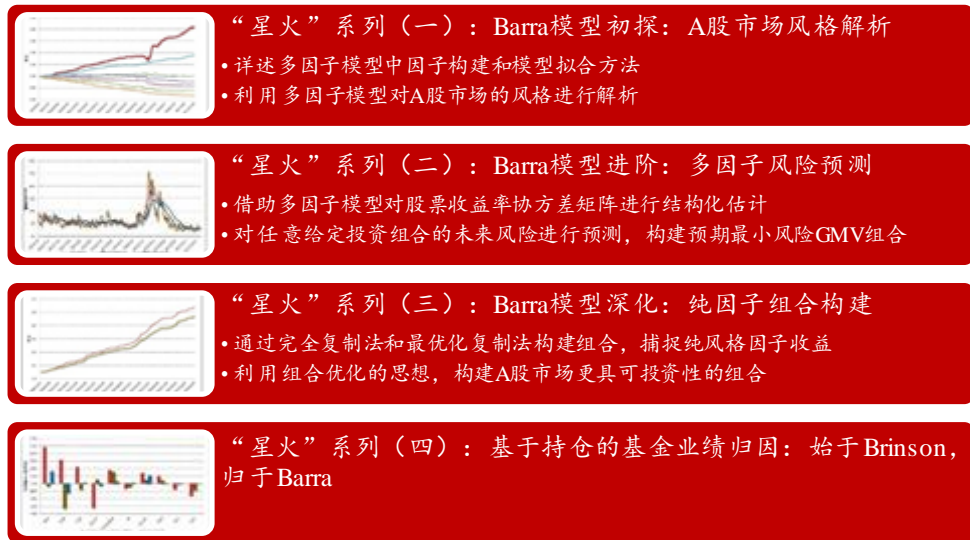 “星火”系列（一）：Barra模型初探：A股市场风格解析
•详述多因子模型中因子构建和模型拟合方法
•利用多因子模型对A股市场的风格进行解析
“星火”系列（二）：Barra模型进阶：多因子风险预测
•借助多因子模型对股票收益率协方差矩阵进行结构化估计
•对任意给定投资组合的未来风险进行预测，构建预期最小风险GMV组合
“星火”系列（三）：Barra模型深化：纯因子组合构建
•通过完全复制法和最优化复制法构建组合，捕捉纯风格因子收益
•利用组合优化的思想，构建A股市场更具可投资性的组合
“星火”系列（四）：基于持仓的基金业绩归因：始于Brinson，
归于Barra